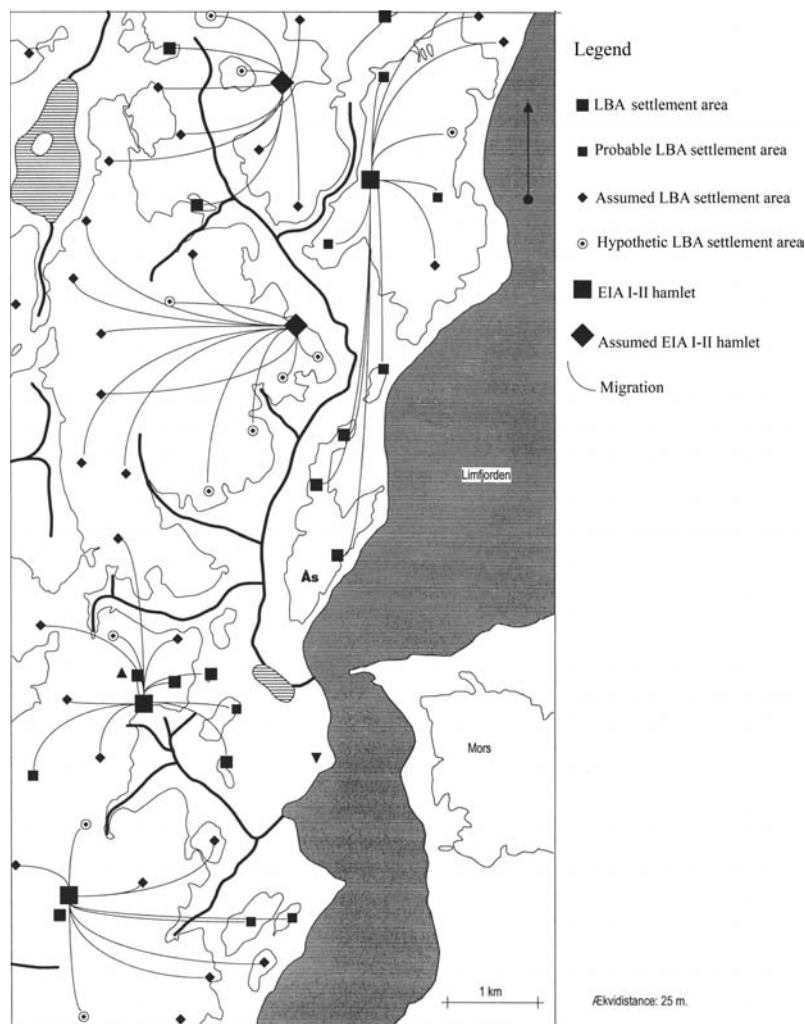 Legend
LBA settlement area
Probable LBA settlement area
Assumed LBA settlement area
Hypothetic LBA settlement area
EIA I-II hamlet
Assumed EIA I-II hamlet
Migration
Limfjorden
Ås
Mors
1 km
Ækvidistance: 25 m.